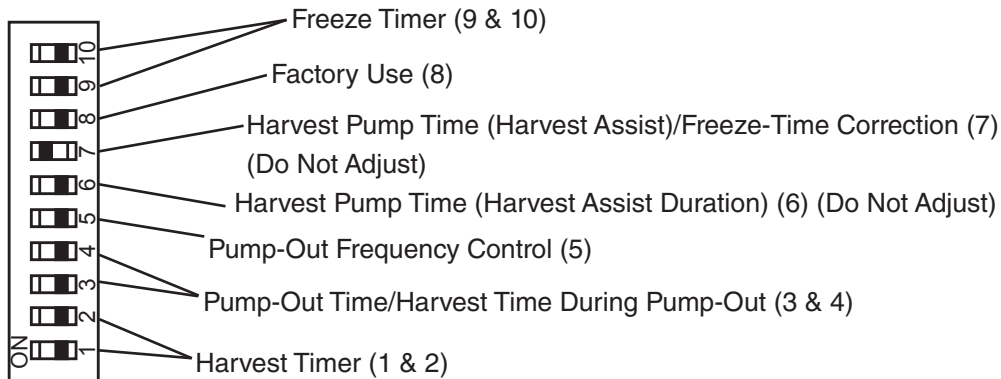 Freeze Timer (9 & 10)
Factory Use (8)
Harvest Pump Time (Harvest Assist)/Freeze-Time Correction (7)
(Do Not Adjust)
Harvest Pump Time (Harvest Assist Duration) (6) (Do Not Adjust)
Pump-Out Frequency Control (5)
Pump-Out Time/Harvest Time During Pump-Out (3 & 4)
Harvest Timer (1 & 2)
10
9
8
7
6
5
4
3
2
1
ON